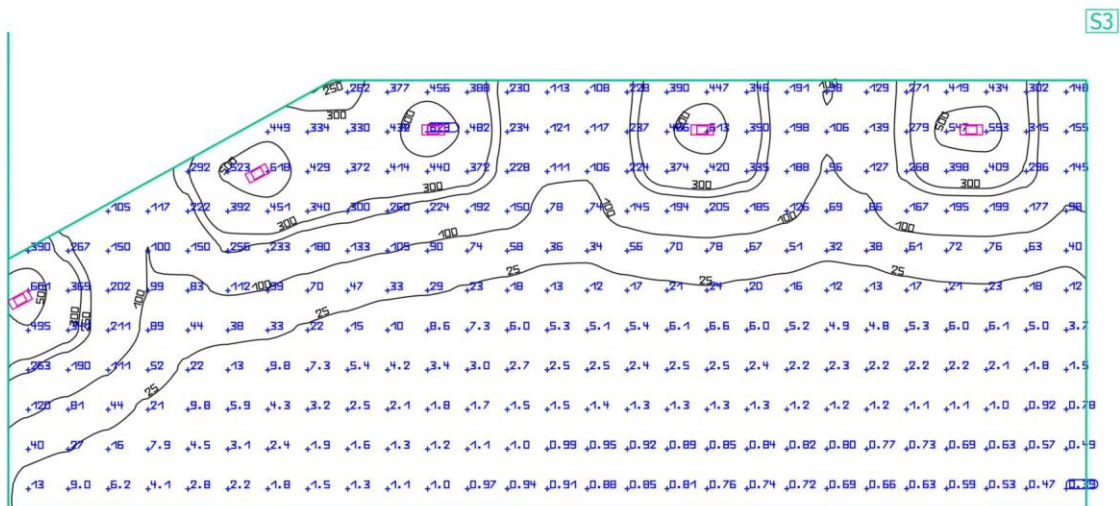 S3
250 +262 +377 +456 +388 +230 +113 +108 +228 +390 +447 +346 +191 +98 +129 +271 +419 +434 +302 +148
100
300
+449 +334 +330 +629 +482 +234 +121 +117 +237 +613 +390 +198 +106 +139 +279 +547 +593 +315 +155
500
+292 +523 +618 +429 +372 +414 +440 +372 +228 +111 +106 +224 +374 +420 +335 +188 +96 +127 +268 +398 +409 +296 +145
500
300 300 300
+105 +117 +222 +392 +451 +340 +300 +260 +224 +192 +150 +78 +74 +145 +194 +205 +185 +126 +69 +86 +167 +195 +199 +177 +98
300 100 100 100 100
+390 +267 +150 +100 +150 +256 +233 +180 +133 +105 +90 +74 +58 +36 +34 +56 +70 +78 +67 +51 +32 +38 +61 +72 +76 +63 +40
25 25
+369 +202 +99 +83 +112 +99 +70 +47 +33 +29 +23 +18 +13 +12 +17 +21 +24 +20 +16 +12 +13 +17 +21 +23 +18 +12
500 100 100
300 250 25
+495 +211 +89 +44 +38 +33 +22 +15 +10 +8.6 +7.3 +6.0 +5.3 +5.1 +5.4 +6.1 +6.6 +6.0 +5.2 +4.9 +4.8 +5.3 +6.0 +6.1 +5.0 +3.7
+263 +190 +111 +52 +22 +13 +9.8 +7.3 +5.4 +4.2 +3.4 +3.0 +2.7 +2.5 +2.5 +2.4 +2.5 +2.5 +2.4 +2.2 +2.3 +2.2 +2.2 +2.2 +2.1 +1.8 +1.5
25
+120 +81 +44 +21 +9.8 +5.9 +4.3 +3.2 +2.5 +2.1 +1.8 +1.7 +1.5 +1.5 +1.4 +1.3 +1.3 +1.3 +1.3 +1.2 +1.2 +1.2 +1.1 +1.1 +1.0 +0.92 +0.78
+40 +27 +16 +7.9 +4.5 +3.1 +2.4 +1.9 +1.6 +1.3 +1.2 +1.1 +1.0 +0.99 +0.95 +0.92 +0.89 +0.85 +0.84 +0.82 +0.80 +0.77 +0.73 +0.69 +0.63 +0.57 +0.49
+13 +9.0 +6.2 +4.1 +2.8 +2.2 +1.8 +1.5 +1.3 +1.1 +1.0 +0.97 +0.94 +0.91 +0.88 +0.85 +0.81 +0.76 +0.74 +0.72 +0.69 +0.66 +0.63 +0.59 +0.53 +0.47 +0.39